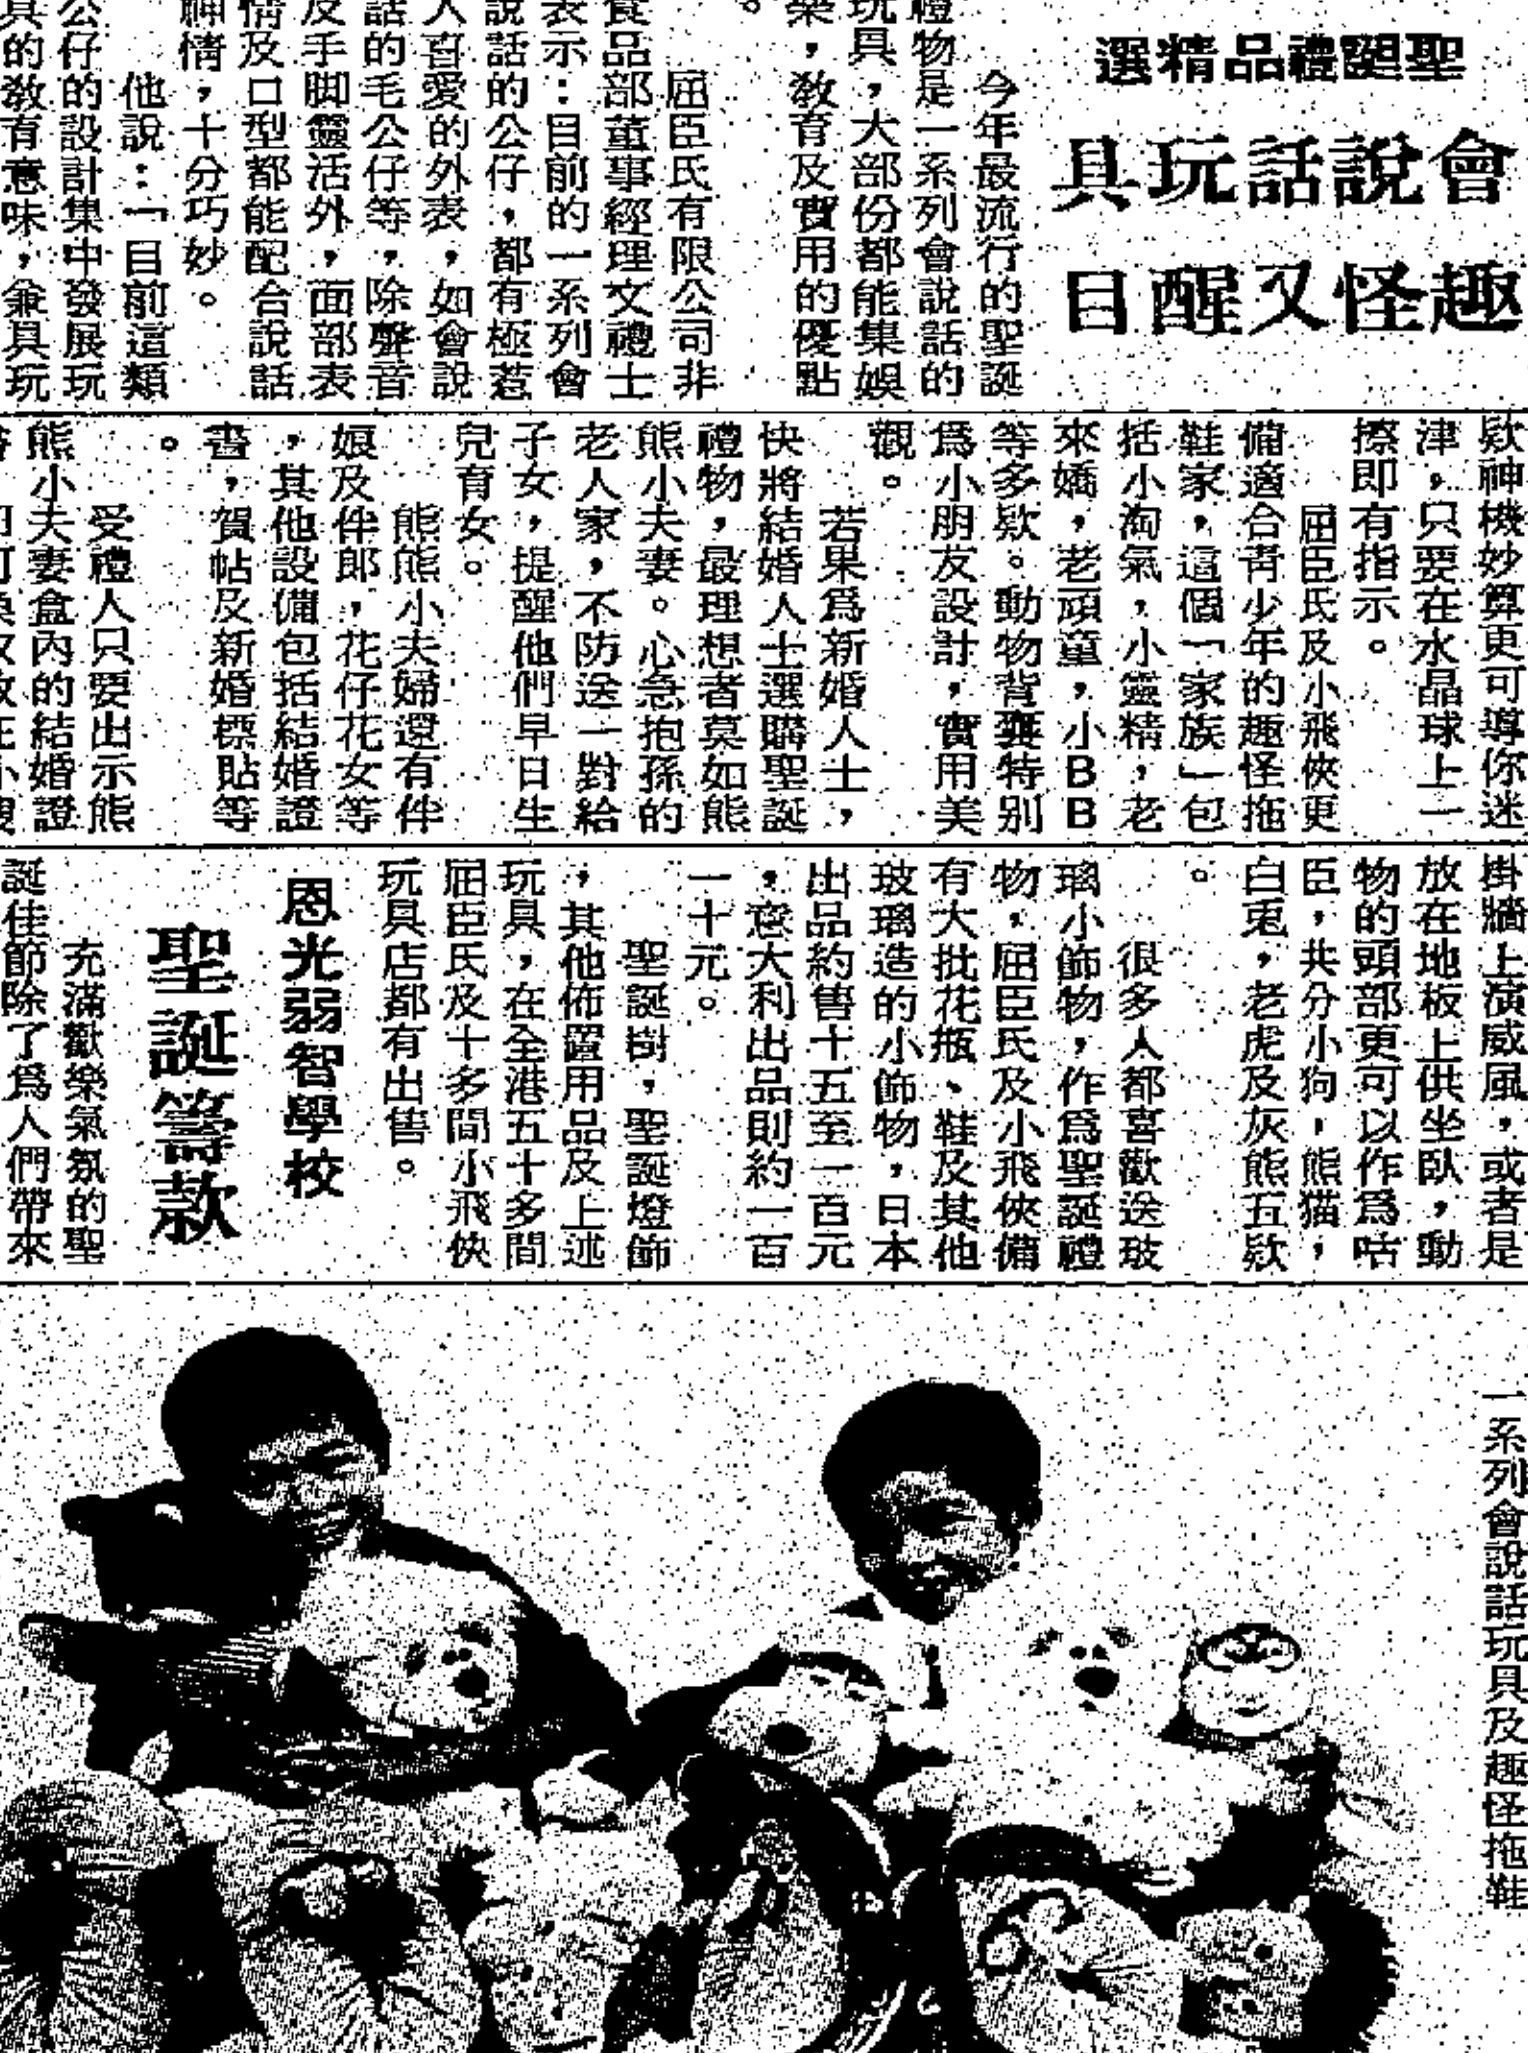 聖誕禮品精選
會說話玩具
趣怪又醒目
今年最流行的聖誕
禮物是一系列會說話的
玩具，大部份都能集娛
樂，敎育及實用的優點
。
屈臣氏有限公司非
食品部董事經理文禮士
表示：目前的一系列會
說話的公仔，都有極惹
人喜愛的外表，如會說
話的毛公仔等，除聲音
及手脚靈活外，面部表
情及口型都能配合說話
神情，十分巧妙。
他說：「目前這類
公仔的設計集中發展玩
具的敎有意味，兼具玩
欵神機妙算更可導你迷
津，只要在水晶球上一
擦即有指示。
屈臣氏及小飛俠更
備適合靑少年的趣怪拖
鞋家，這個「家族」包
括小淘氣，小靈精，老
來嬌，老頑童，小ＢＢ
等多欵。動物背囊特別
爲小朋友設計，實用美
觀。
若果爲新婚人士，
快將結婚人士選購聖誕
禮物，最理想者莫如熊
熊小夫妻。心急抱孫的
老人家，不防送一對給
子女，提醒他們早日生
兒育女。
熊熊小夫婦還有伴
娘及伴郎，花仔花女等
，其他設備包括結婚證
書，賀帖及新婚標貼等
。
受禮人只要出示熊
熊小夫妻盒內的結婚證
掛牆上演威風，或者是
放在地板上供坐臥，動
物的頭部更可以作爲咕
臣，共分小狗，熊猫，
白兎，老虎及灰熊五欵
。
很多人都喜歡送玻
璃小飾物，作爲聖誕禮
物，屈臣氏及小飛俠備
有大批花瓶、鞋及其他
玻璃造的小飾物，日本
出品約售十五至一百元
，意大利出品則約一百
一十元。
聖誕樹，聖誕燈飾
，其他佈置用品及上述
玩具，在全港五十多間
屈臣氏及十多間小飛俠
玩具店都有出售。
恩光弱智學校
聖誕籌款
充滿歡樂氣氛的聖
誕佳節除了爲人們帶來
一系列會說話玩具及趣怪拖鞋